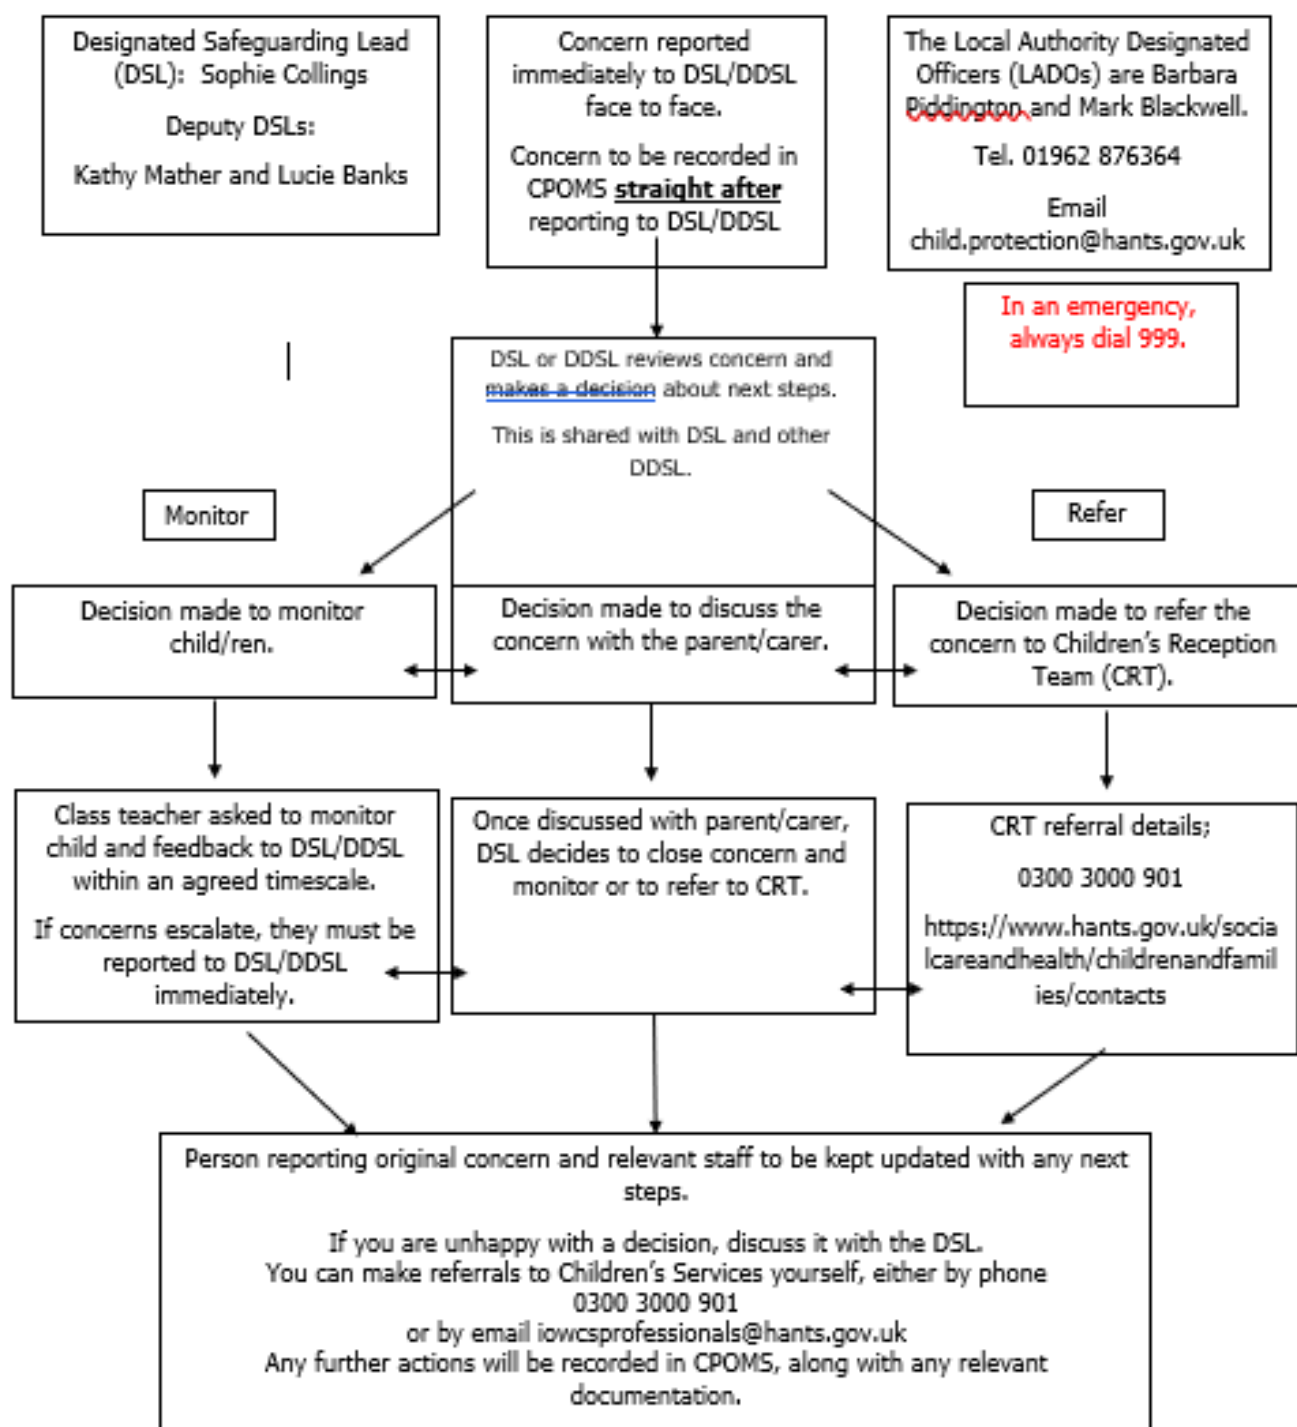 Designated Safeguarding Lead
(DSL): Sophie Collings
Deputy DSLs:
Kathy Mather and Lucie Banks
Concern reported
immediately to DSL/DDSL
face to face.
Concern to be recorded in
CPOMS straight after
reporting to DSL/DDSL
The Local Authority Designated
Officers (LADOs) are Barbara
Piddington and Mark Blackwell.
Tel. 01962 876364
Email
child.protection@hants.gov.uk
In an emergency,
always dial 999.
DSL or DDSL reviews concern and
makes a decision about next steps.
This is shared with DSL and other
DDSL.
Monitor
Refer
Decision made to monitor
child/ren.
Decision made to discuss the
concern with the parent/carer.
Decision made to refer the
concern to Children's Reception
Team (CRT).
Class teacher asked to monitor
child and feedback to DSL/DDSL
within an agreed timescale.
If concerns escalate, they must be
reported to DSL/DDSL
immediately.
Once discussed with parent/carer,
DSL decides to close concern and
monitor or to refer to CRT.
CRT referral details;
0300 3000 901
https://www.hants.gov.uk/socia
lcareandhealth/childrenandfamil
ies/contacts
Person reporting original concern and relevant staff to be kept updated with any next
steps.
If you are unhappy with a decision, discuss it with the DSL.
You can make referrals to Children's Services yourself, either by phone
0300 3000 901
or by email iowcsprofessionals@hants.gov.uk
Any further actions will be recorded in CPOMS, along with any relevant
documentation.